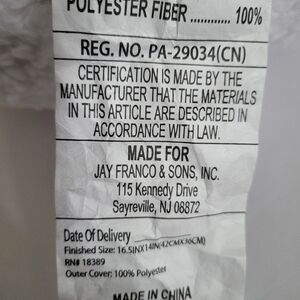 POLYESTER FIBER ............ 100%
REG. NO. PA-29034(CN)
CERTIFICATION IS MADE BY THE
MANUFACTURER THAT THE MATERIALS
IN THIS ARTICLE ARE DESCRIBED IN
ACCORDANCE WITH LAW.
MADE FOR
JAY FRANCO & SONS, INC.
115 Kennedy Drive
Sayreville, NJ 08872
Date Of Delivery
Finished Size: 16.5INX14IN(42CMX36CM)
RN# 18389
Outer Cover: 100% Polyester
MADE IN CHINA